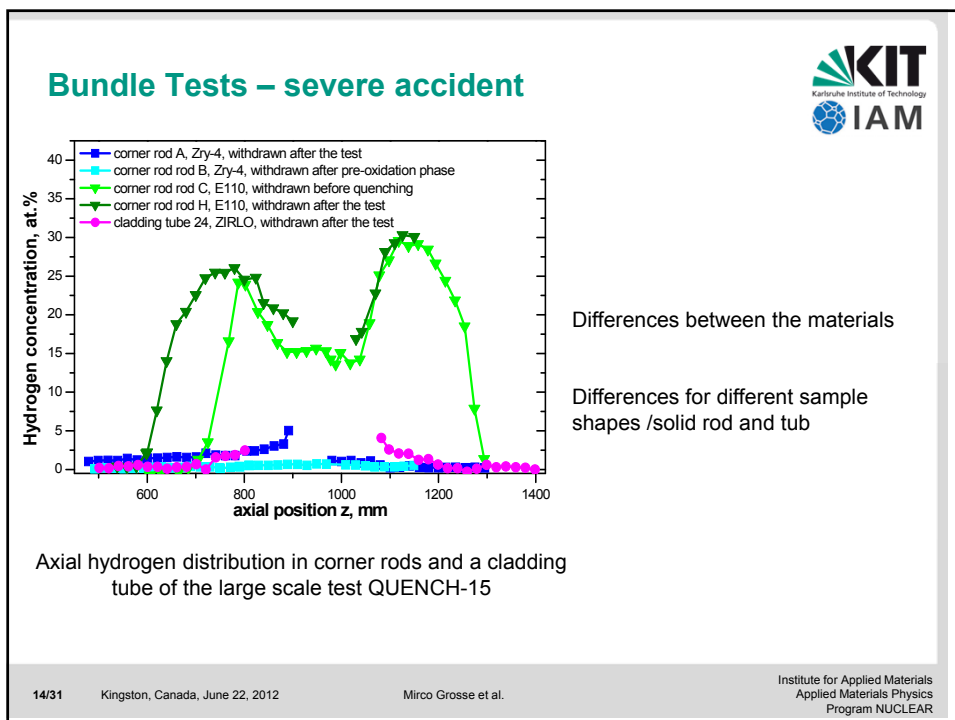 Bundle Tests – severe accident
KIT
Karlsruhe Institute of Technology
IAM
corner rod A, Zry-4, withdrawn after the test
corner rod rod B, Zry-4, withdrawn after pre-oxidation phase
corner rod rod C, E110, withdrawn before quenching
corner rod rod H, E110, withdrawn after the test
cladding tube 24, ZIRLO, withdrawn after the test
Hydrogen concentration, at.%
40
35
30
25
20
15
10
5
0
600 800 1000 1200 1400
axial position z, mm
Differences between the materials
Differences for different sample
shapes /solid rod and tub
Axial hydrogen distribution in corner rods and a cladding
tube of the large scale test QUENCH-15
14/31 Kingston, Canada, June 22, 2012 Mirco Grosse et al.
Institute for Applied Materials
Applied Materials Physics
Program NUCLEAR